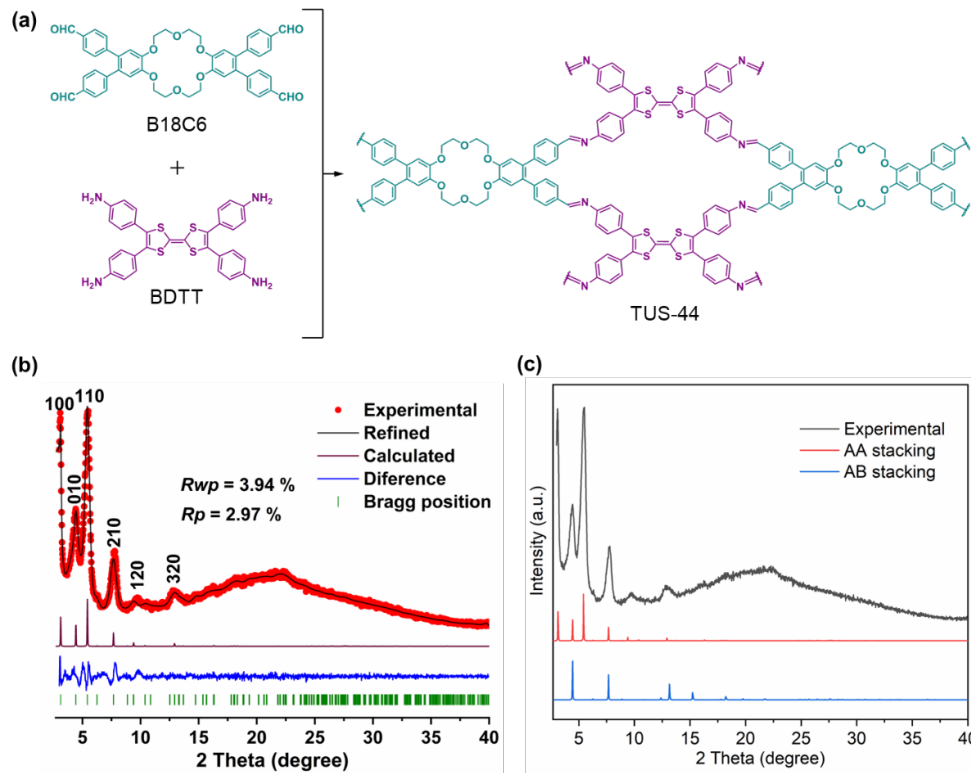 (a)
OHC
CHO
OHC
CHO
O
O
O
O
O
O
B18C6
+
H2N
NH2
H2N
NH2
S
S
S
S
BDTT
N
N
S
S
S
S
N
N
O
O
O
O
O
O
O
O
O
O
O
O
N
N
S
S
S
S
N
N
TUS-44
(b)
100
110
010
210
120
320
Rwp = 3.94 %
Rp = 2.97 %
Experimental
Refined
Calculated
Diference
Bragg position
5 10 15 20 25 30 35 40
2 Theta (degree)
(c)
Intensity (a.u.)
Experimental
AA stacking
AB stacking
5 10 15 20 25 30 35 40
2 Theta (degree)